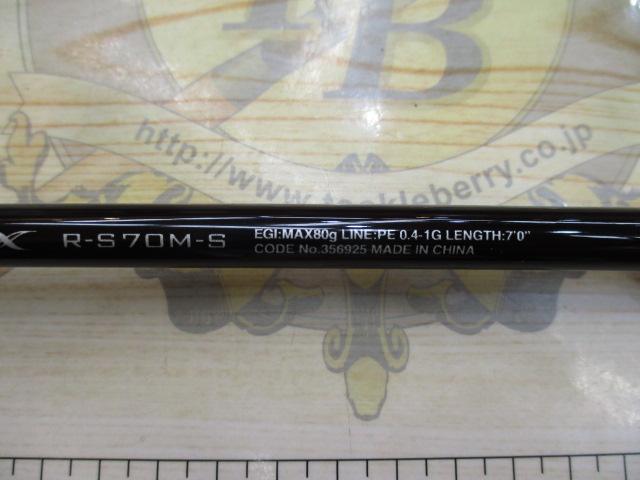 B
http://www.tackleberry.co.jp
X R-S70M-S
EGI:MAX80g LINE:PE 0.4-1G LENGTH:7'0"
CODE No.356925 MADE IN CHINA